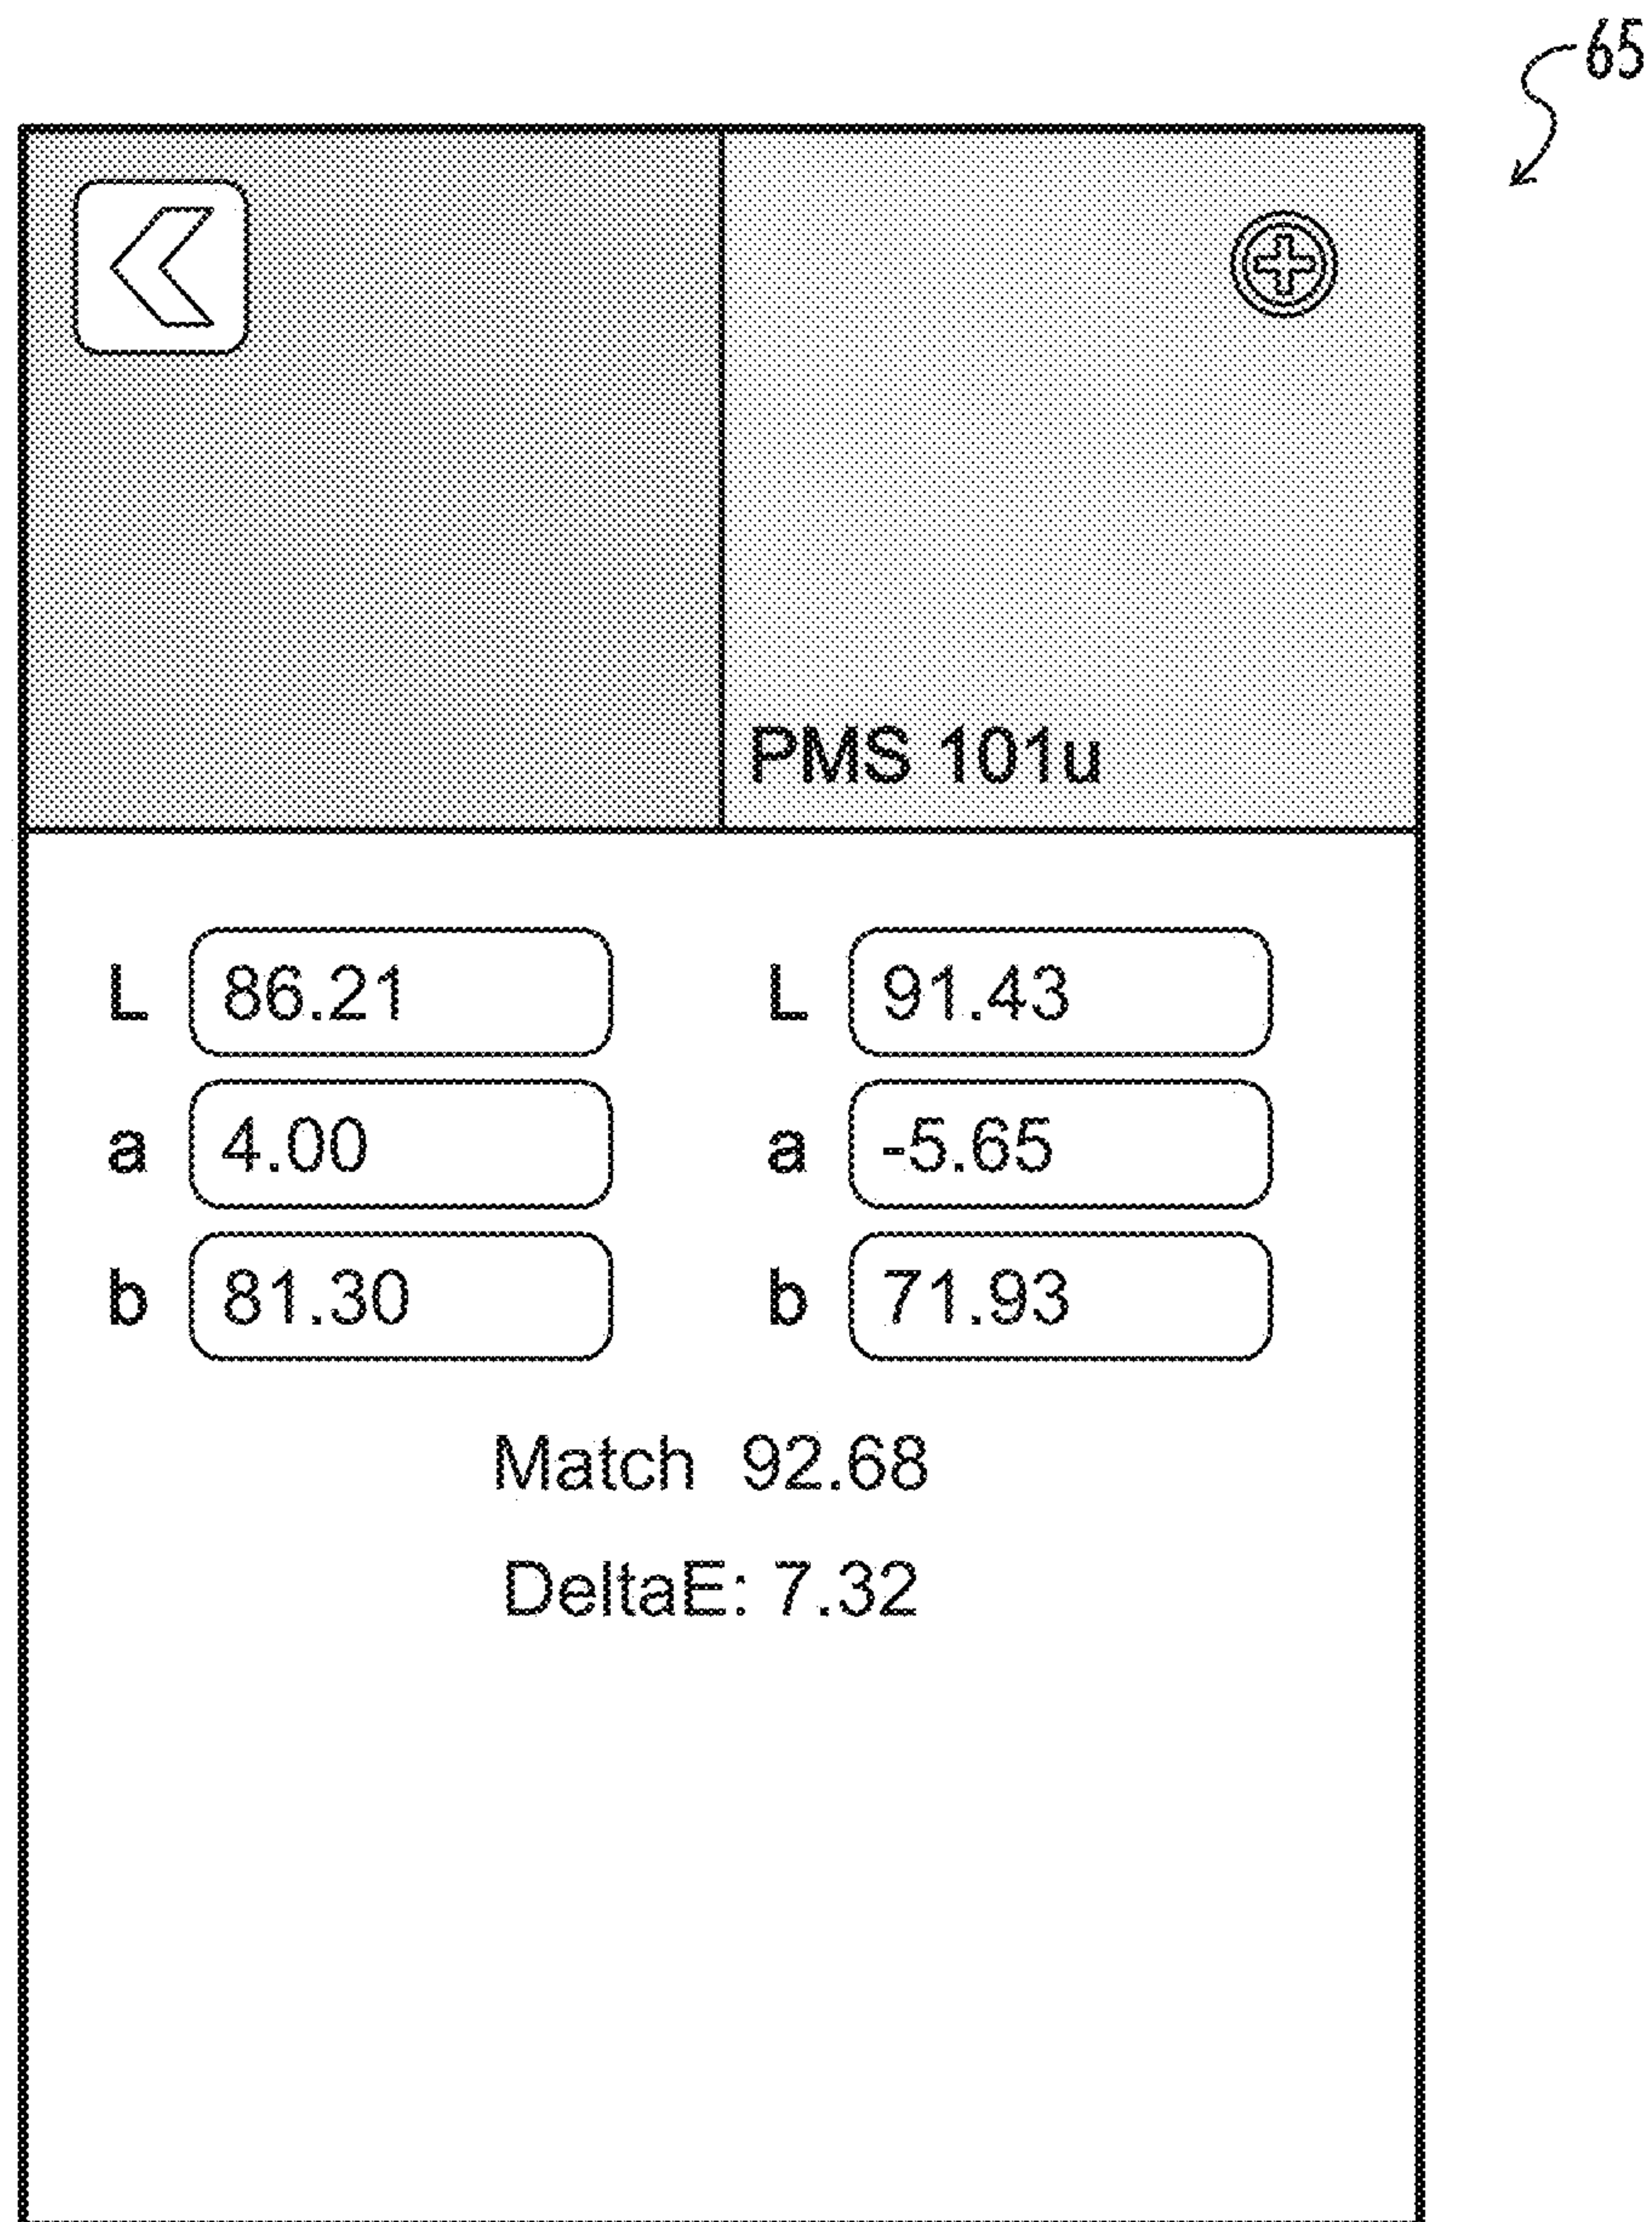 65
PMS 101u
L 86.21 L 91.43
a 4.00 a -5.65
b 81.30 b 71.93
Match 92.68
DeltaE: 7.32